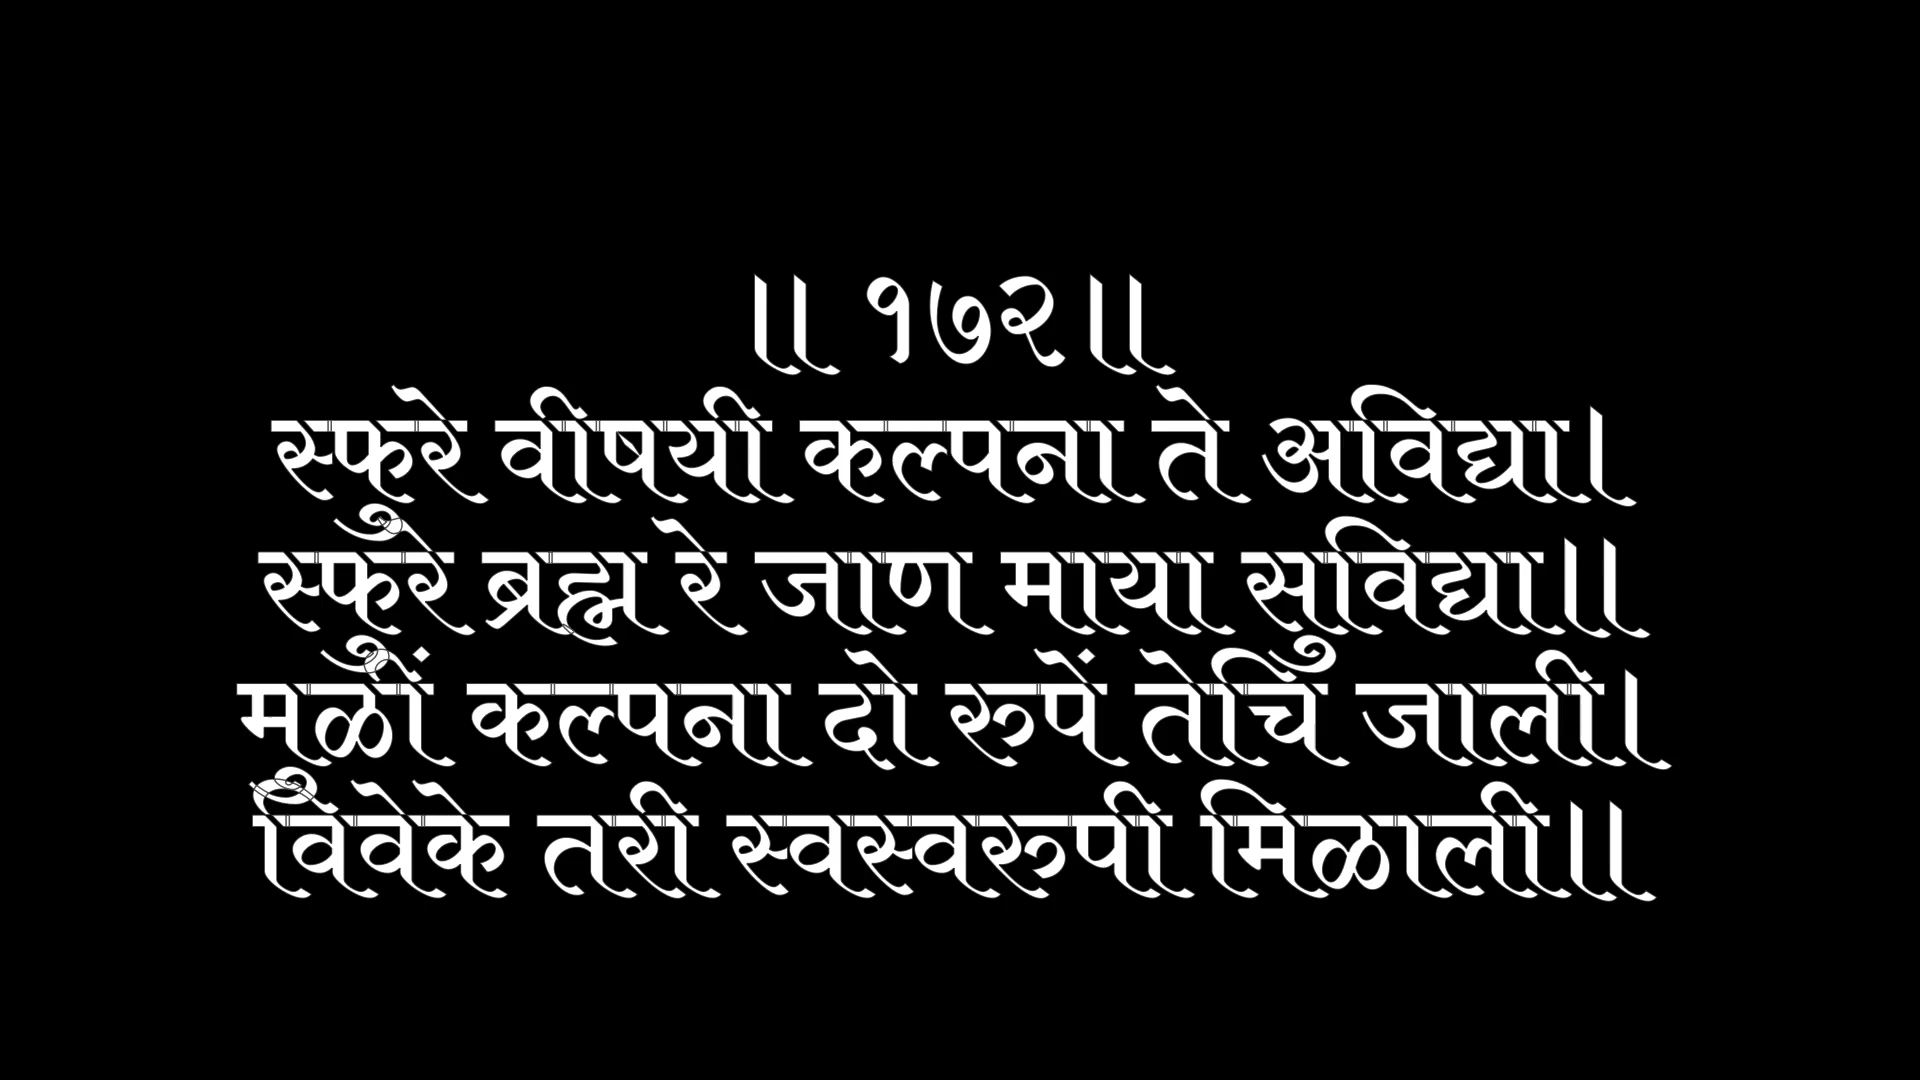 ॥ १७२॥
स्फुरे वीषयी कल्पना ते अविद्या।
स्फुरे ब्रह्म रे जाण माया सुविद्या॥
मुळीं कल्पना दो रुपें तेचि जाली।
विवेके तरी स्वस्वरुपी मिळाली॥